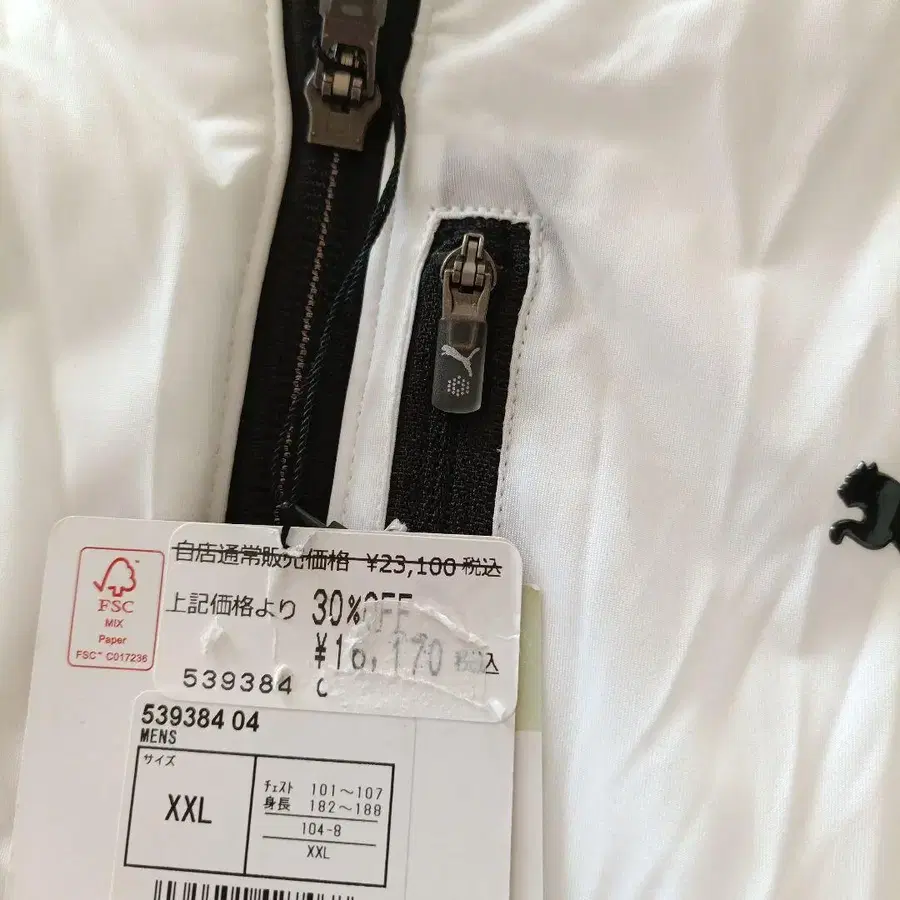 自店通常販売価格 ¥23,100 税込
上記価格より 30%OFF
¥16,170 税込
539384 0
FSC
MIX
Paper
FSC™ C017236
539384 04
MENS
サイズ
XXL
チェスト 101~107
身長 182~188
104-8
XXL